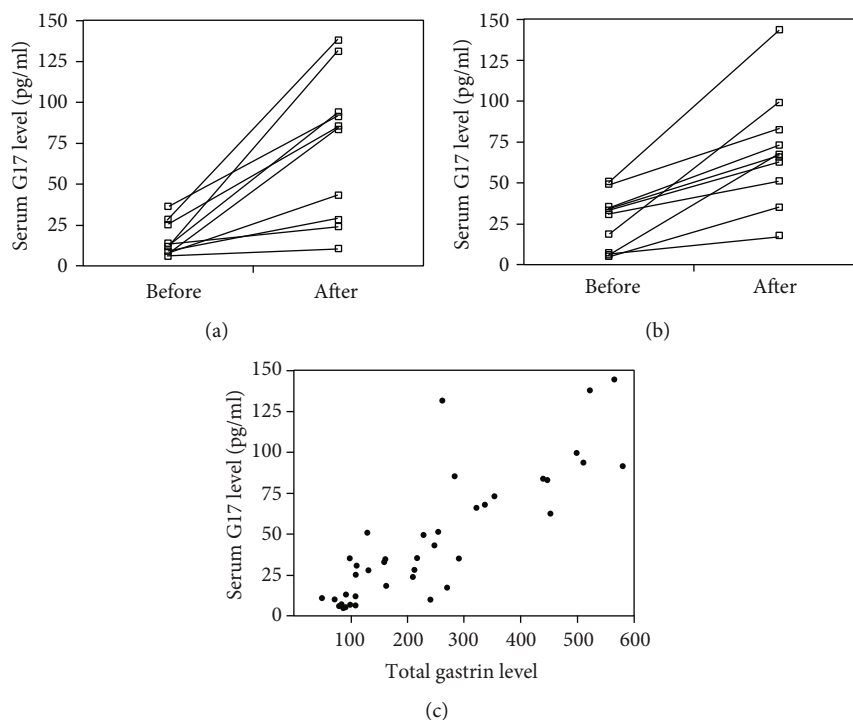 150
125
100
75
50
25
0
Serum G17 level (pg/ml)
Before
After
(a)
150
125
100
75
50
25
0
Serum G17 level (pg/ml)
Before
After
(b)
150
125
100
75
50
25
0
Serum G17 level (pg/ml)
100 200 300 400 500 600
Total gastrin level
(c)